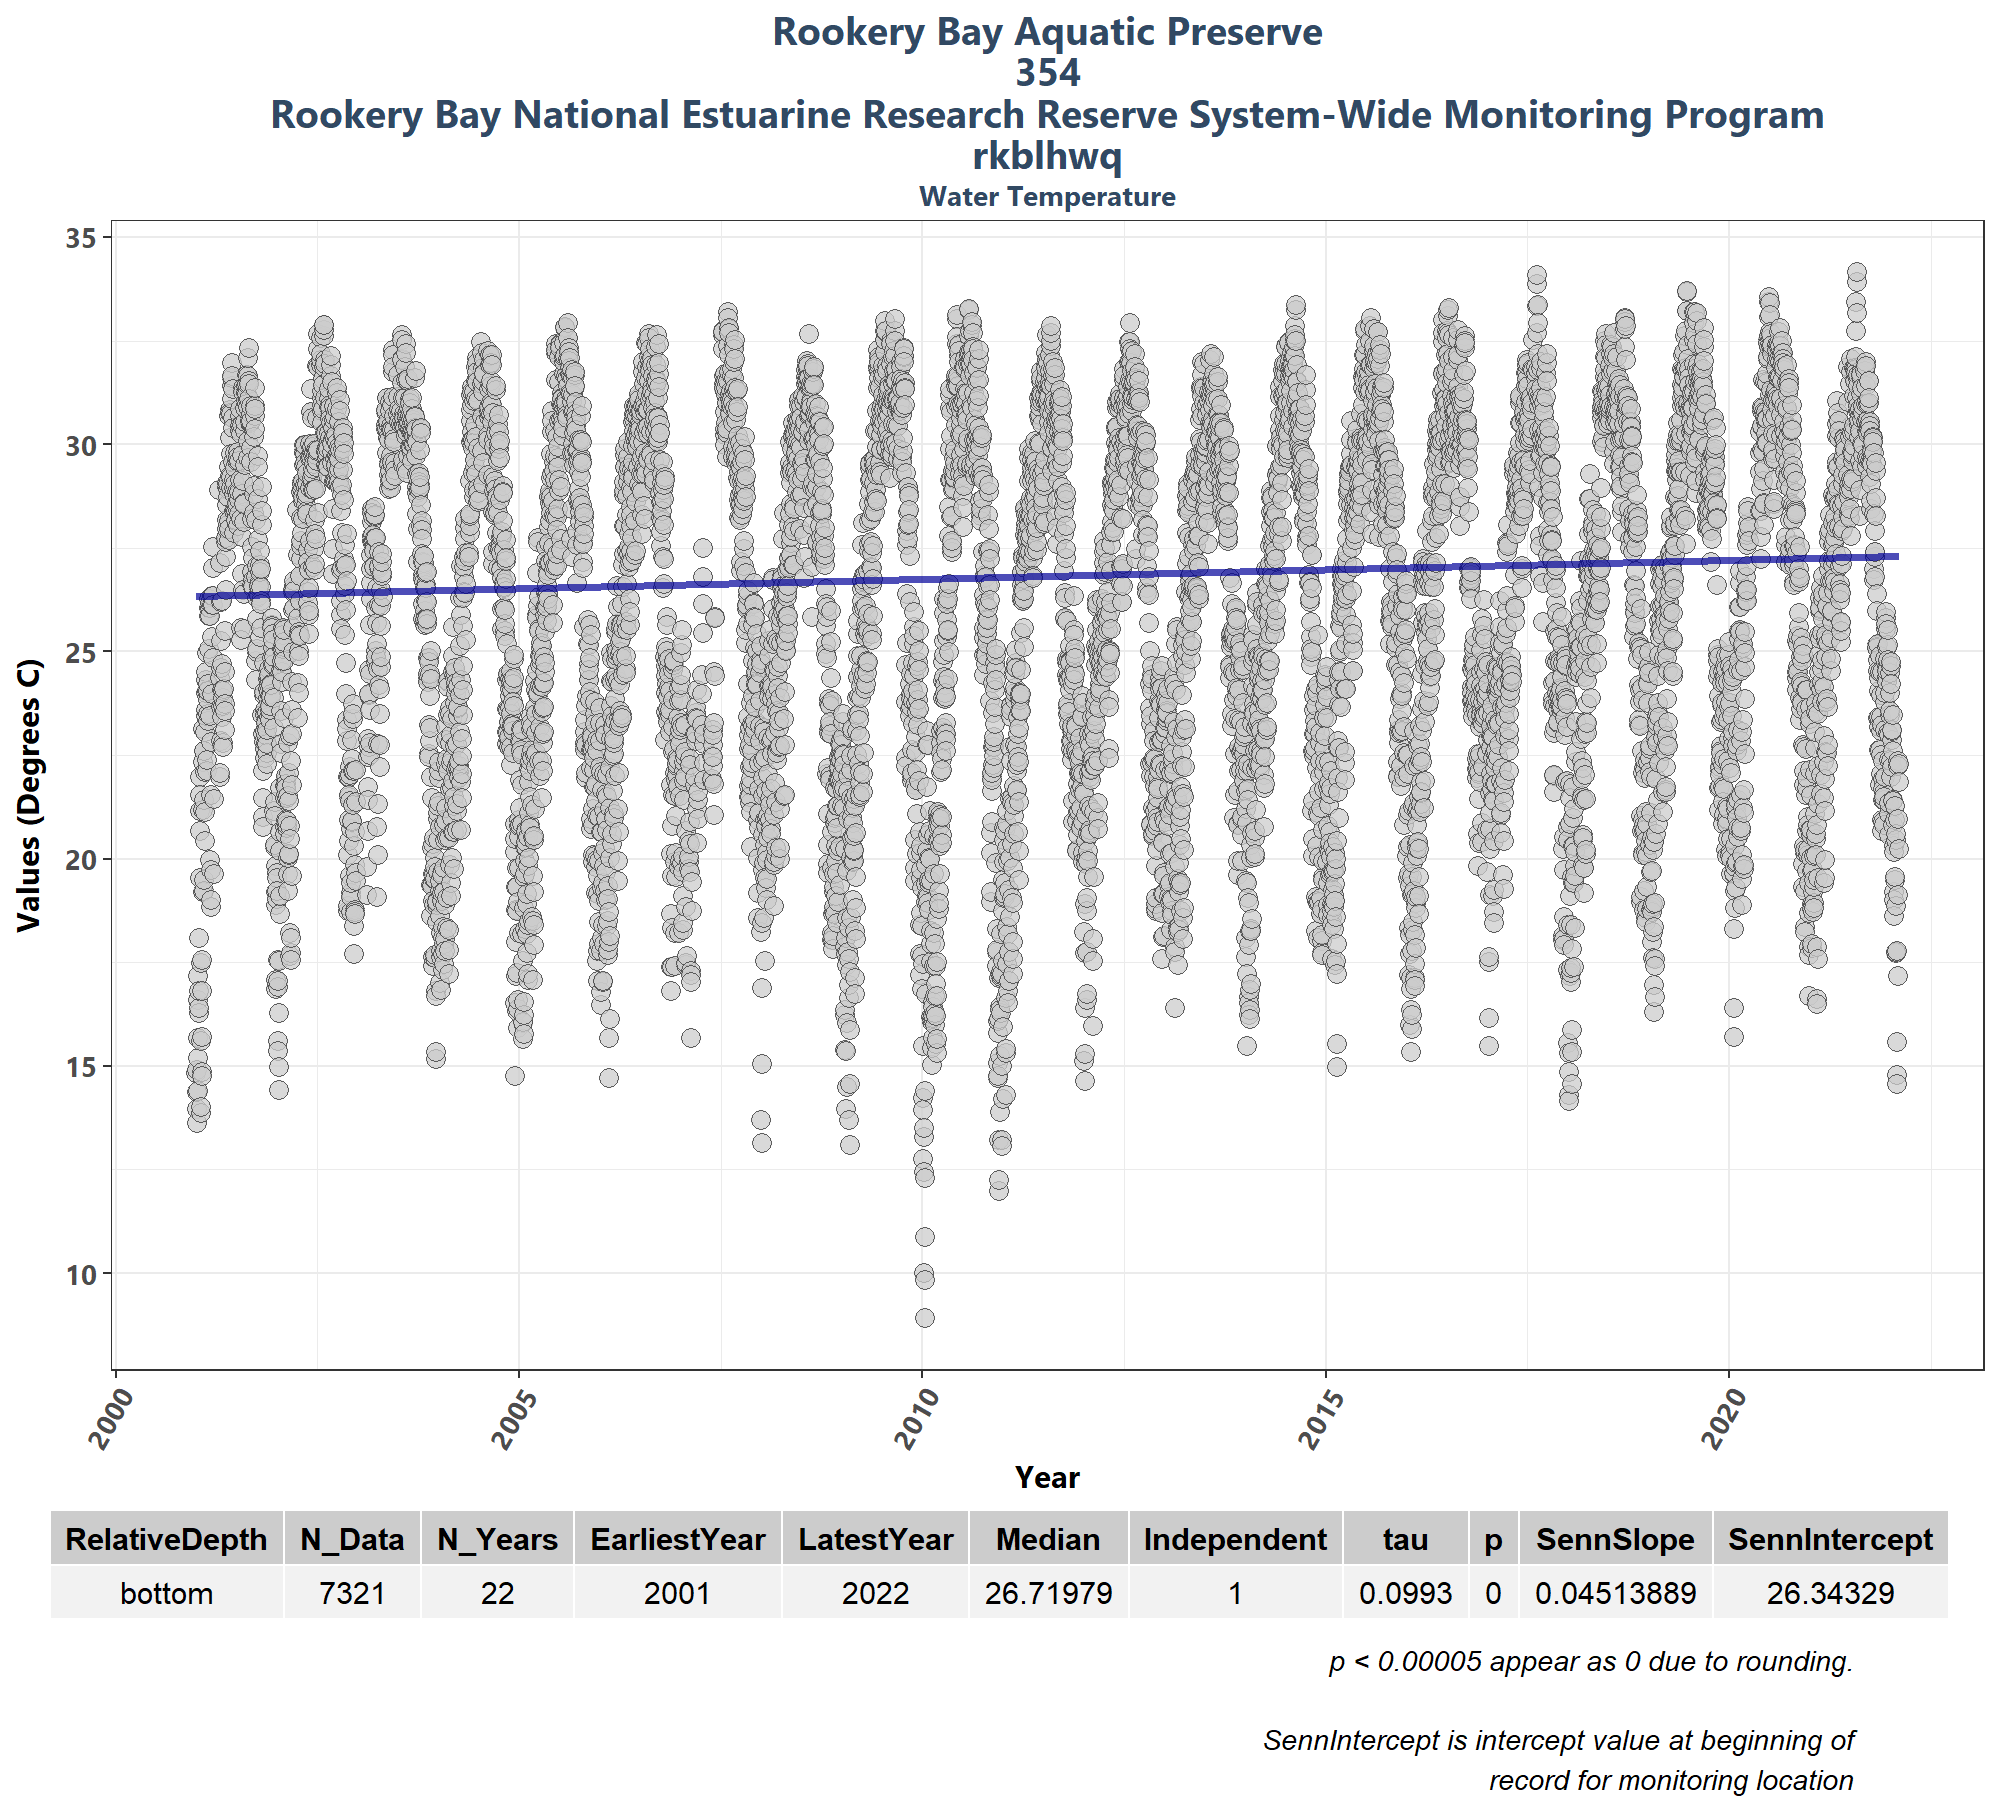 Rookery Bay Aquatic Preserve
354
Rookery Bay National Estuarine Research Reserve System-Wide Monitoring Program
rkblhwq
Water Temperature
35
30
25
20
15
10
Values (Degrees C)
2000 2005 2010 2015 2020
Year
RelativeDepth N_Data N_Years EarliestYear LatestYear Median Independent tau p SennSlope SennIntercept
bottom 7321 22 2001 2022 26.71979 1 0.0993 0 0.04513889 26.34329
p < 0.00005 appear as 0 due to rounding.
SennIntercept is intercept value at beginning of
record for monitoring location